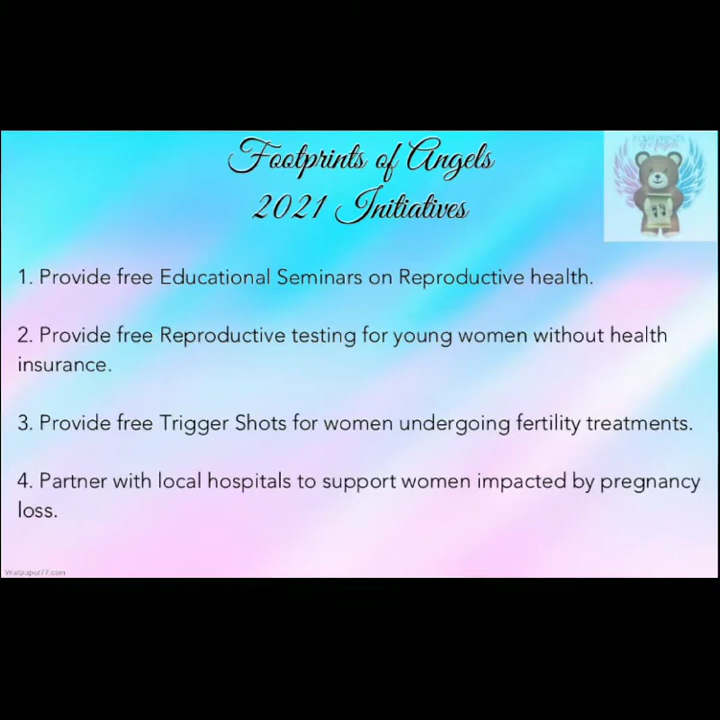 Footprints of Angels
2021 Initiatives
1. Provide free Educational Seminars on Reproductive health.
2. Provide free Reproductive testing for young women without health
insurance.
3. Provide free Trigger Shots for women undergoing fertility treatments.
4. Partner with local hospitals to support women impacted by pregnancy
loss.